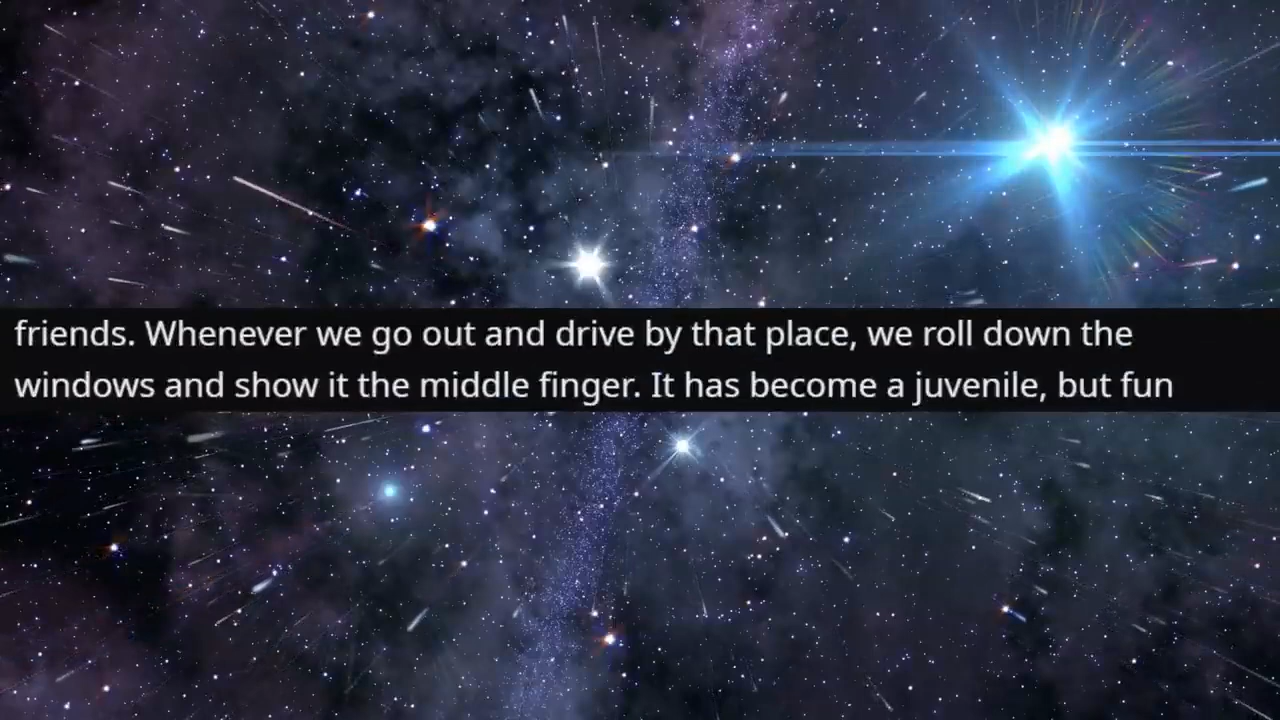 friends. Whenever we go out and drive by that place, we roll down the
windows and show it the middle finger. It has become a juvenile, but fun